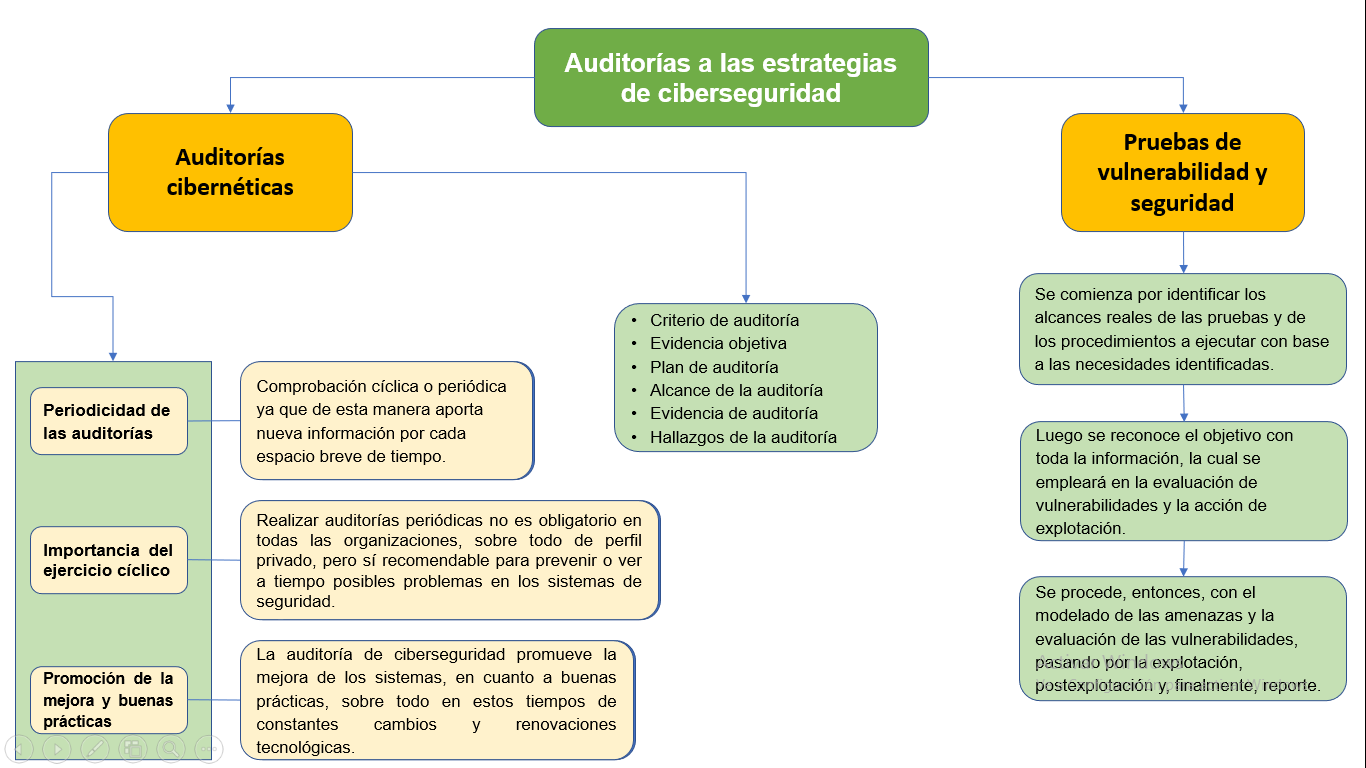 Auditorías a las estrategias
de ciberseguridad
Auditorías
cibernéticas
Periodicidad de
las auditorías
Comprobación cíclica o periódica
ya que de esta manera aporta
nueva información por cada
espacio breve de tiempo.
Importancia del
ejercicio cíclico
Realizar auditorías periódicas no es obligatorio en
todas las organizaciones, sobre todo de perfil
privado, pero sí recomendable para prevenir o ver
a tiempo posibles problemas en los sistemas de
seguridad.
Promoción de la
mejora y buenas
prácticas
La auditoría de ciberseguridad promueve la
mejora de los sistemas, en cuanto a buenas
prácticas, sobre todo en estos tiempos de
constantes cambios y renovaciones
tecnológicas.
• Criterio de auditoría
• Evidencia objetiva
• Plan de auditoría
• Alcance de la auditoría
• Evidencia de auditoría
• Hallazgos de la auditoría
Pruebas de
vulnerabilidad y
seguridad
Se comienza por identificar los
alcances reales de las pruebas y de
los procedimientos a ejecutar con base
a las necesidades identificadas.
Luego se reconoce el objetivo con
toda la información, la cual se
empleará en la evaluación de
vulnerabilidades y la acción de
explotación.
Se procede, entonces, con el
modelado de las amenazas y la
evaluación de las vulnerabilidades,
pasando por la explotación,
postexplotación y, finalmente, reporte.
Activar Windows